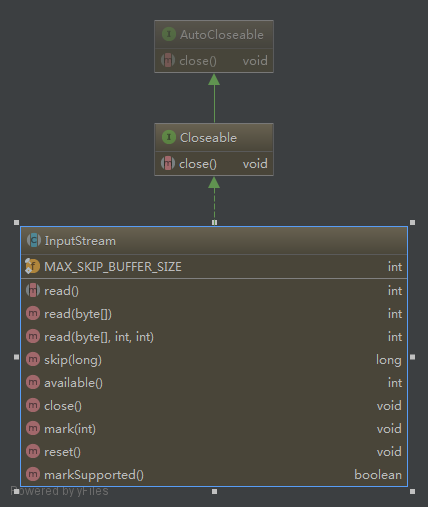 AutoCloseable
close() void
Closeable
close() void
InputStream
MAX_SKIP_BUFFER_SIZE int
read() int
read(byte[]) int
read(byte[], int, int) int
skip(long) long
available() int
close() void
mark(int) void
reset() void
markSupported() boolean
Powered by yFiles